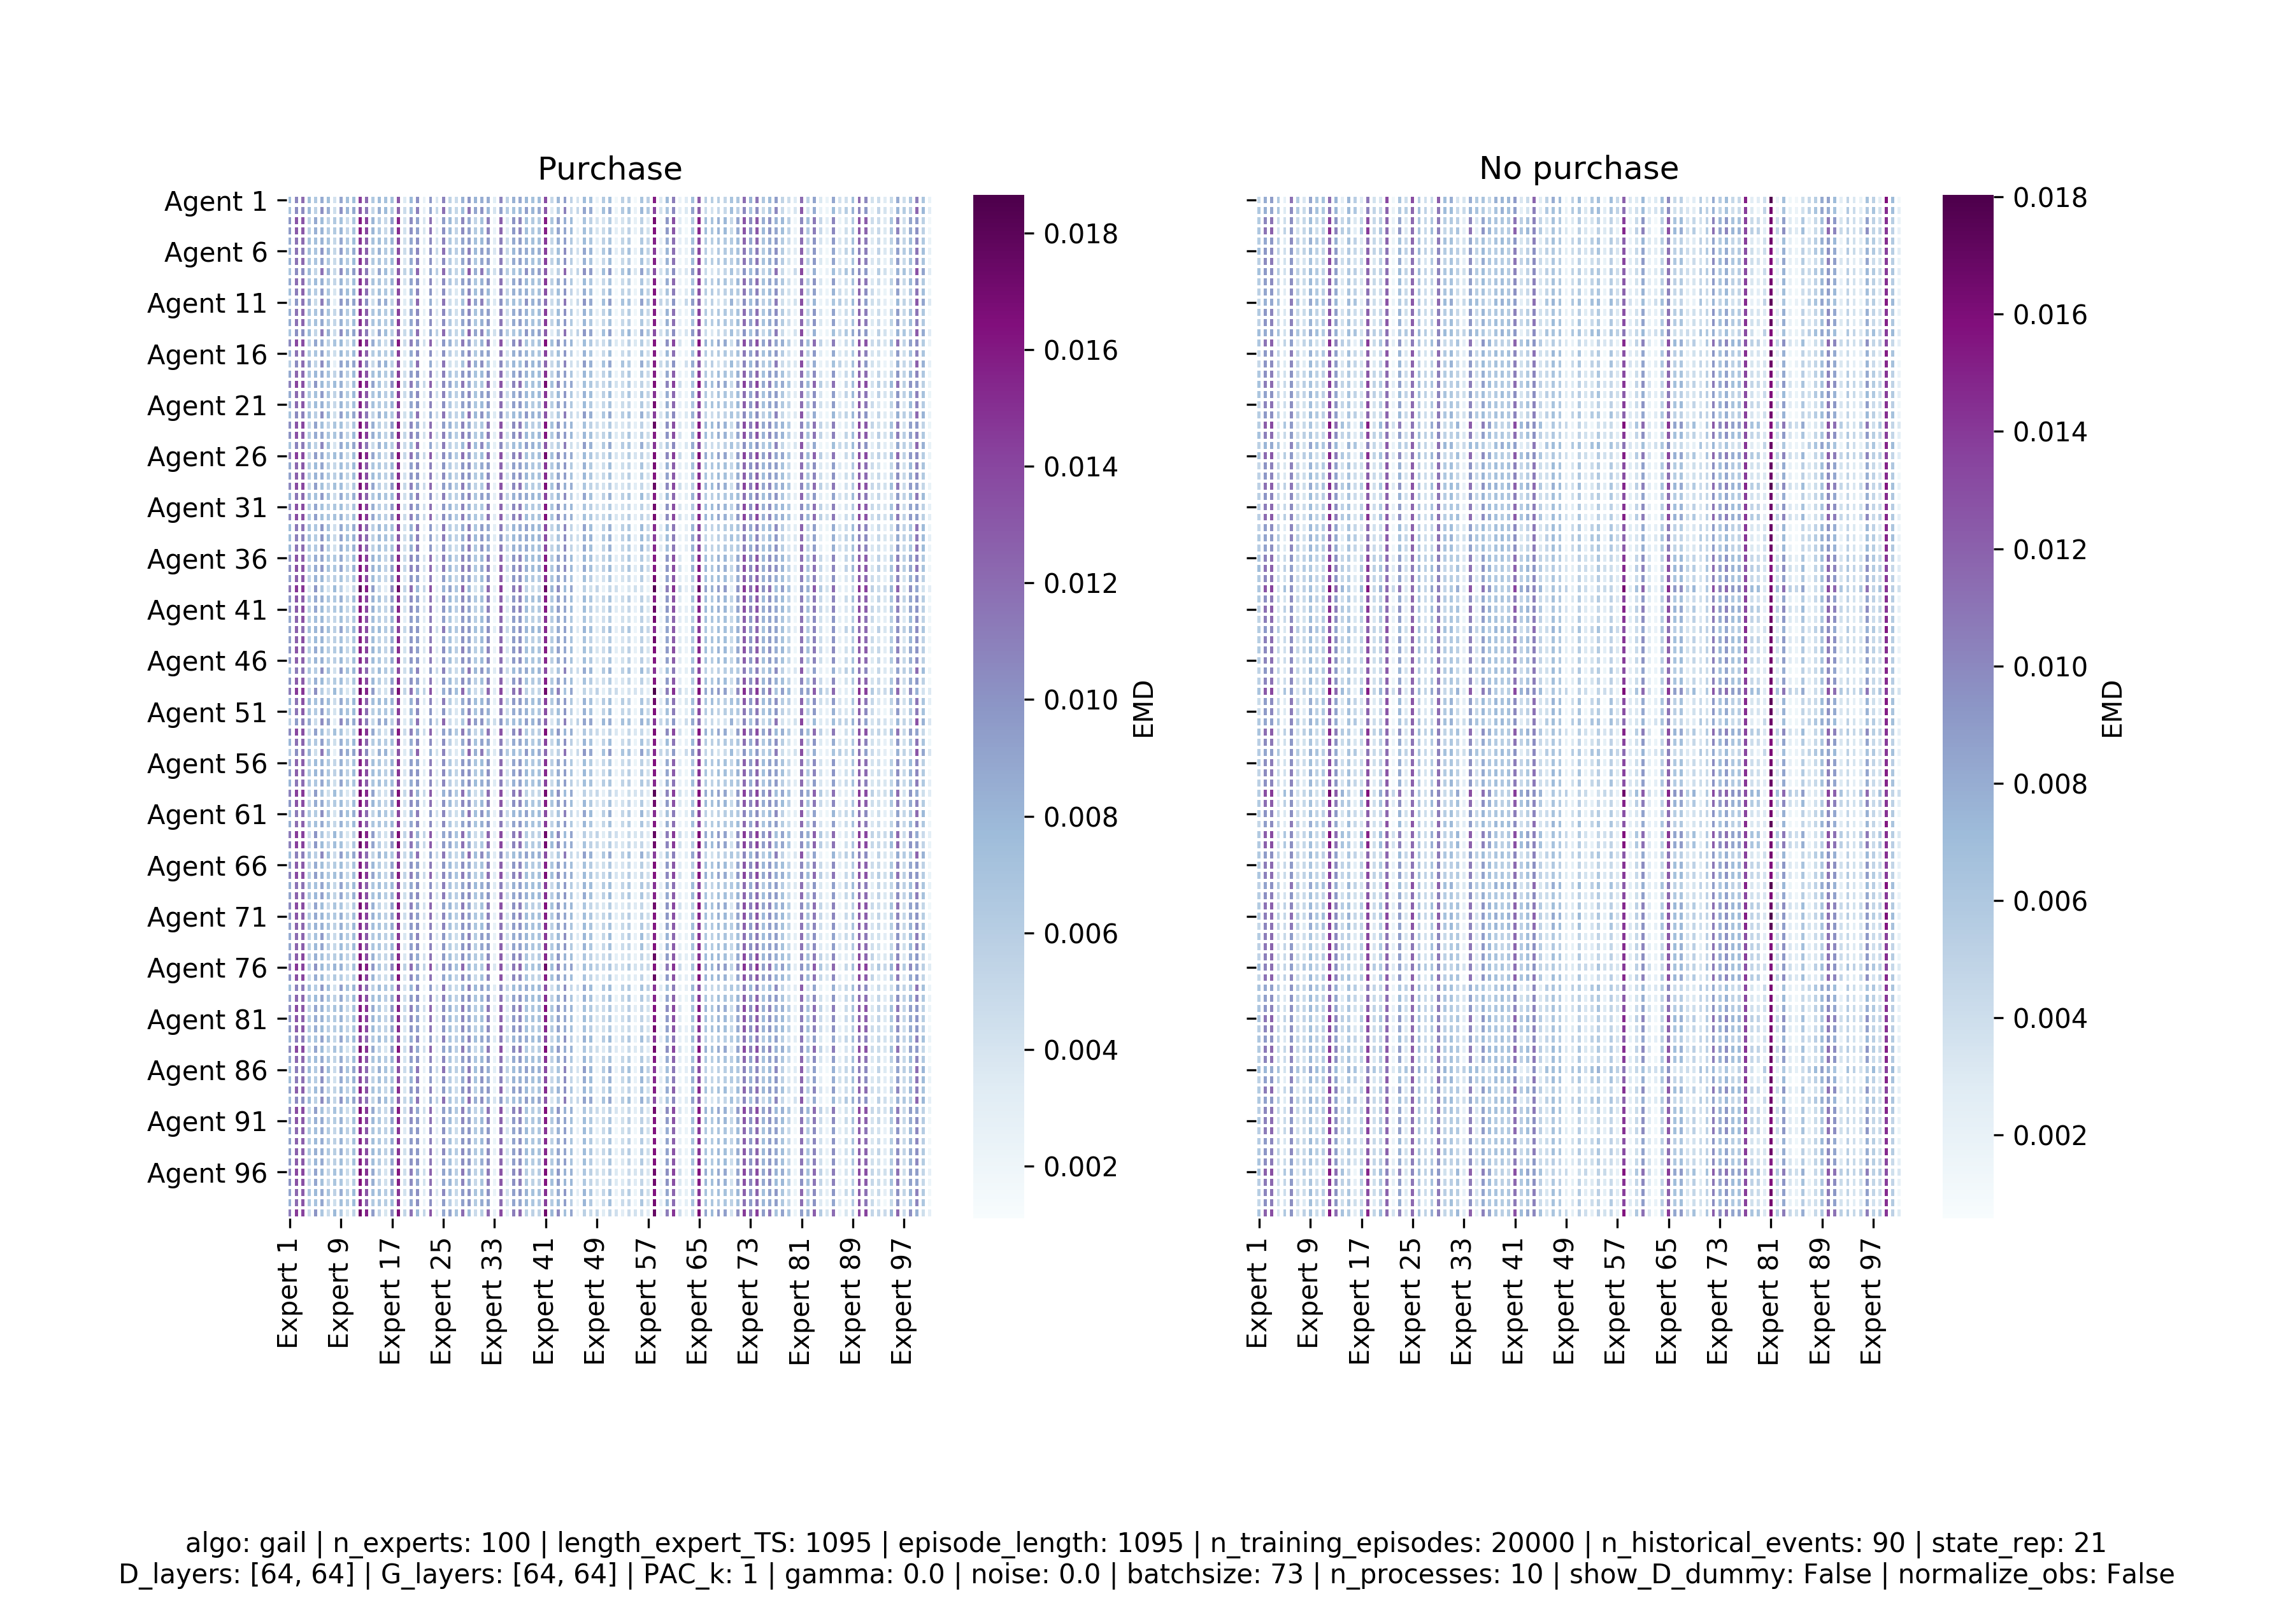 Purchase
No purchase
Agent 1
Agent 6
Agent 11
Agent 16
Agent 21
Agent 26
Agent 31
Agent 36
Agent 41
Agent 46
Agent 51
Agent 56
Agent 61
Agent 66
Agent 71
Agent 76
Agent 81
Agent 86
Agent 91
Agent 96
Expert 1
Expert 9
Expert 17
Expert 25
Expert 33
Expert 41
Expert 49
Expert 57
Expert 65
Expert 73
Expert 81
Expert 89
Expert 97
0.018
0.016
0.014
0.012
0.010
0.008
0.006
0.004
0.002
EMD
Expert 1
Expert 9
Expert 17
Expert 25
Expert 33
Expert 41
Expert 49
Expert 57
Expert 65
Expert 73
Expert 81
Expert 89
Expert 97
0.018
0.016
0.014
0.012
0.010
0.008
0.006
0.004
0.002
EMD
algo: gail | n_experts: 100 | length_expert_TS: 1095 | episode_length: 1095 | n_training_episodes: 20000 | n_historical_events: 90 | state_rep: 21
D_layers: [64, 64] | G_layers: [64, 64] | PAC_k: 1 | gamma: 0.0 | noise: 0.0 | batchsize: 73 | n_processes: 10 | show_D_dummy: False | normalize_obs: False